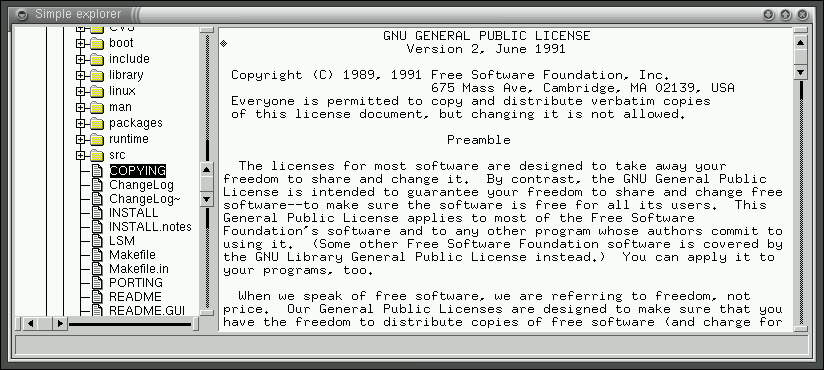 Simple explorer
CVS
boot
include
library
linux
man
packages
runtime
src
COPYING
ChangeLog
ChangeLog~
INSTALL
INSTALL.notes
LSM
Makefile
Makefile.in
PORTING
README
README.GUI
GNU GENERAL PUBLIC LICENSE
Version 2, June 1991
Copyright (C) 1989, 1991 Free Software Foundation, Inc.
675 Mass Ave, Cambridge, MA 02139, USA
Everyone is permitted to copy and distribute verbatim copies
of this license document, but changing it is not allowed.
Preamble
The licenses for most software are designed to take away your
freedom to share and change it.  By contrast, the GNU General Public
License is intended to guarantee your freedom to share and change free
software--to make sure the software is free for all its users.  This
General Public License applies to most of the Free Software
Foundation's software and to any other program whose authors commit to
using it.  (Some other Free Software Foundation software is covered by
the GNU Library General Public License instead.)  You can apply it to
your programs, too.
When we speak of free software, we are referring to freedom, not
price.  Our General Public Licenses are designed to make sure that you
have the freedom to distribute copies of free software (and charge for